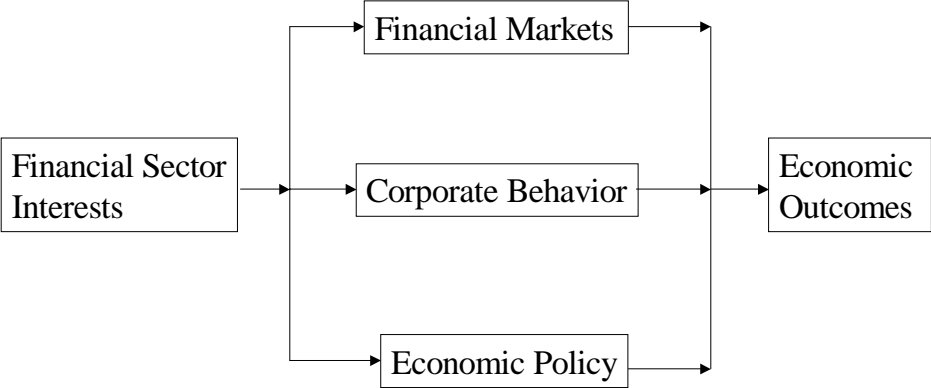 Financial Markets
Financial Sector
Interests
Corporate Behavior
Economic
Outcomes
Economic Policy